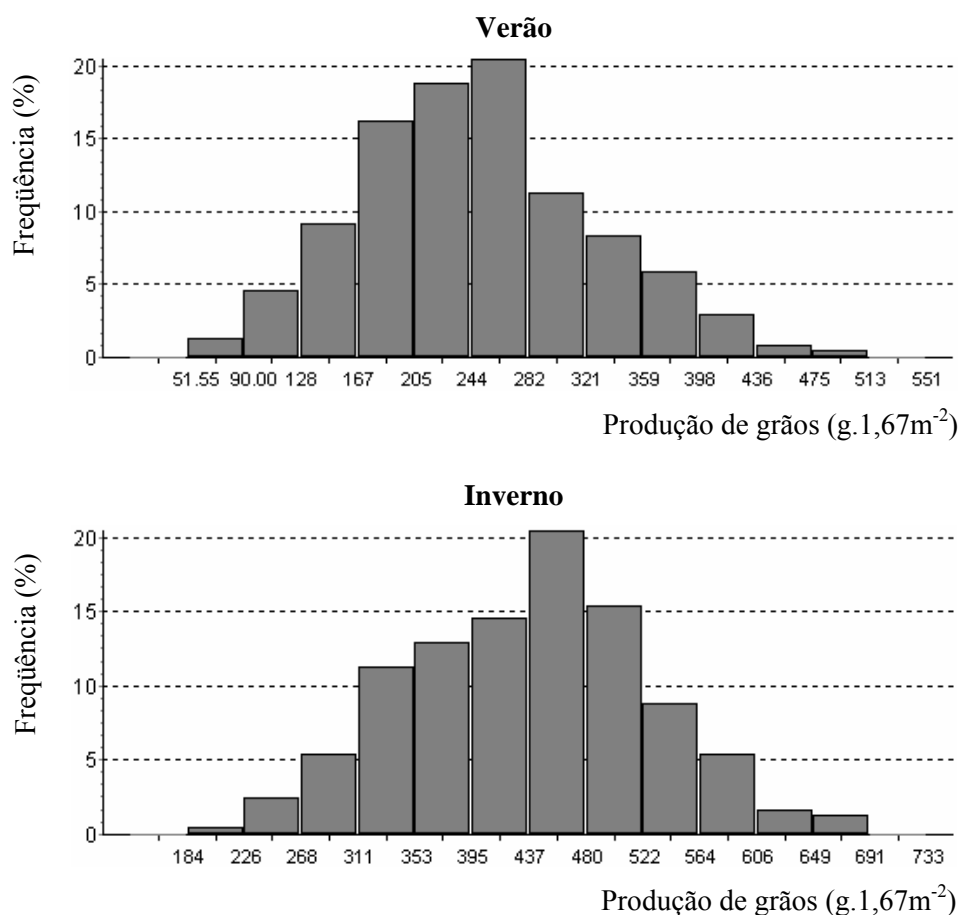 Verão
Freqüência (%)
20
15
10
5
0
51.55 90.00 128 167 205 244 282 321 359 398 436 475 513 551
Produção de grãos (g.1,67m-2)
Inverno
Freqüência (%)
20
15
10
5
0
184 226 268 311 353 395 437 480 522 564 606 649 691 733
Produção de grãos (g.1,67m-2)